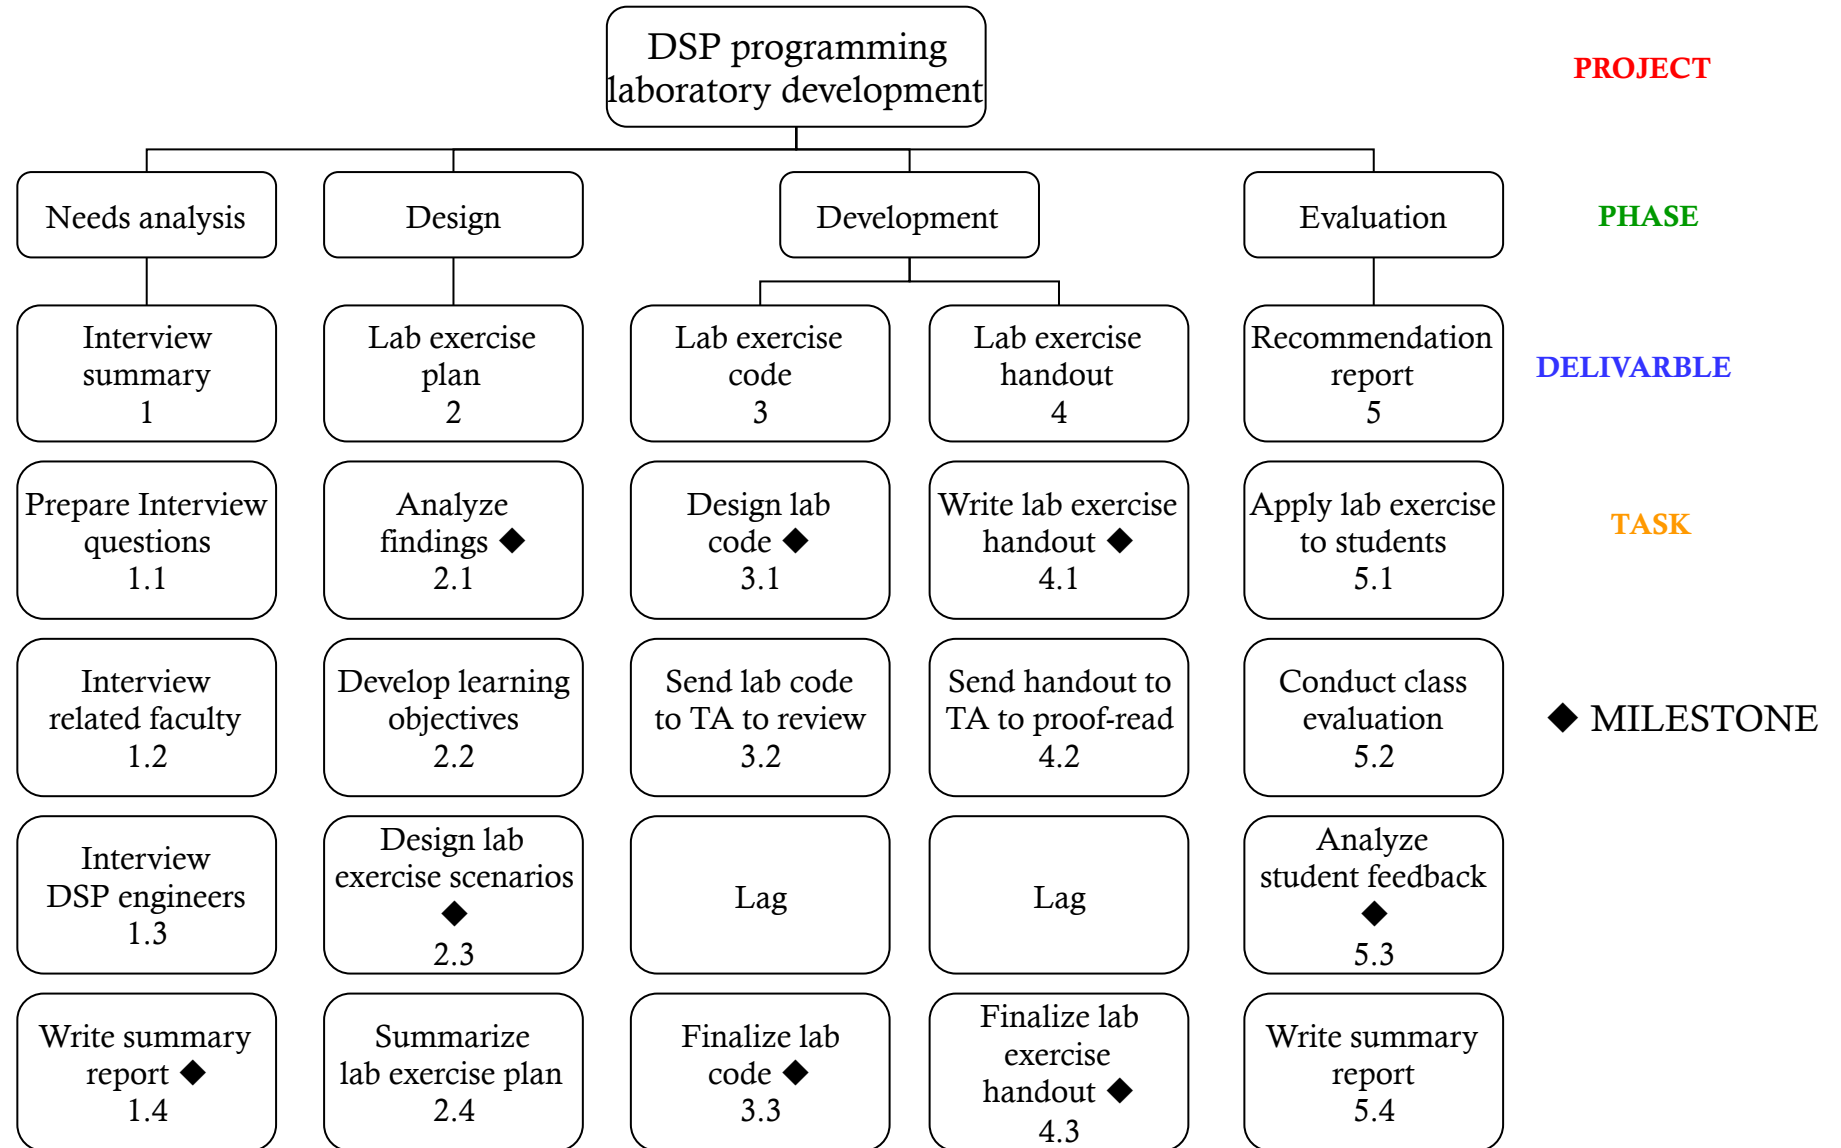 DSP programming
laboratory development
PROJECT
Needs analysis
Design
Development
Evaluation
PHASE
Interview
summary
1
Lab exercise
plan
2
Lab exercise
code
3
Lab exercise
handout
4
Recommendation
report
5
DELIVARBLE
Prepare Interview
questions
1.1
Analyze
findings ◆
2.1
Design lab
code ◆
3.1
Write lab exercise
handout ◆
4.1
Apply lab exercise
to students
5.1
TASK
Interview
related faculty
1.2
Develop learning
objectives
2.2
Send lab code
to TA to review
3.2
Send handout to
TA to proof-read
4.2
Conduct class
evaluation
5.2
◆ MILESTONE
Interview
DSP engineers
1.3
Design lab
exercise scenarios
◆
2.3
Lag
Lag
Analyze
student feedback
◆
5.3
Write summary
report ◆
1.4
Summarize
lab exercise plan
2.4
Finalize lab
code ◆
3.3
Finalize lab
exercise
handout ◆
4.3
Write summary
report
5.4